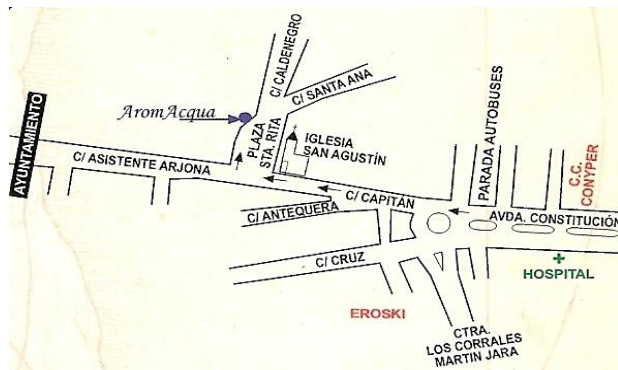 C/ CALDENEGRO
C/ SANTA ANA
AromAcqua
PLAZA
STA. RITA
IGLESIA
SAN AGUSTÍN
PARADA AUTOBUSES
C.C.
CONYPER
AYUNTAMIENTO
C/ ASISTENTE ARJONA
C/ CAPITÁN
C/ ANTEQUERA
AVDA. CONSTITUCIÓN
C/ CRUZ
HOSPITAL
EROSKI
CTRA.
LOS CORRALES
MARTIN JARA